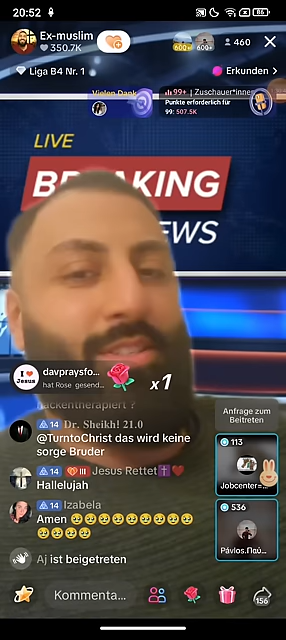 20:52
86
Ex-muslim
350.7K
600+
600+
460
Liga B4 Nr. 1
Erkunden >
Vielen Dank
99+ | Zuschauer*innen
Punkte erforderlich für
99: 507.5K
LIVE
BREAKING
NEWS
I ❤
Jesus
davpraysfo...
hat Rose gesend...
x1
hackentherapiert ?
Anfrage zum
Beitreten
14 Dr. Sheikh! 21.0
@TurntoChrist das wird keine
sorge Bruder
113
Jobcenter=...
14 III Jesus Rettet✝️❤️
Hallelujah
14 Izabela
Amen 🥹🥹🥹🥹🥹🥹🥹🥹🥹
🥹🥹🥹🥹
536
Pávlos.Παύ...
Aj ist beigetreten
Kommenta...
156